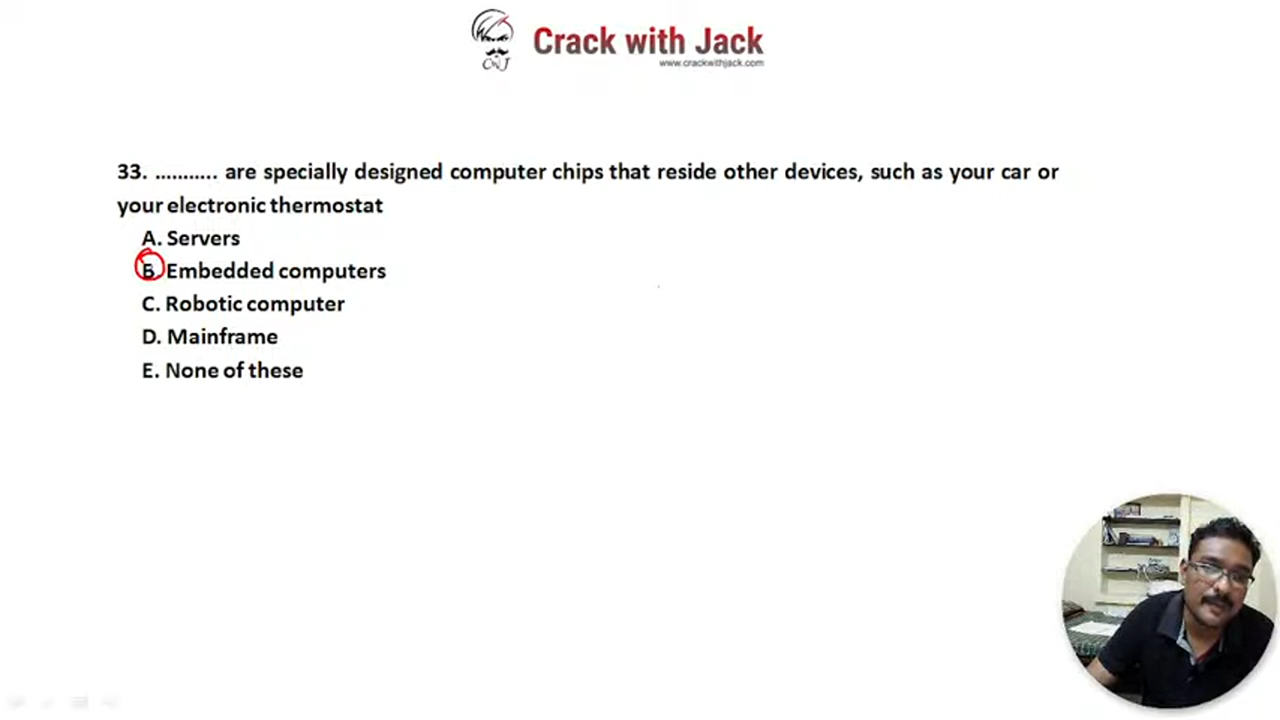 Crack with Jack
www.crackwithjack.com
33. ........... are specially designed computer chips that reside other devices, such as your car or
your electronic thermostat
A. Servers
B. Embedded computers
C. Robotic computer
D. Mainframe
E. None of these